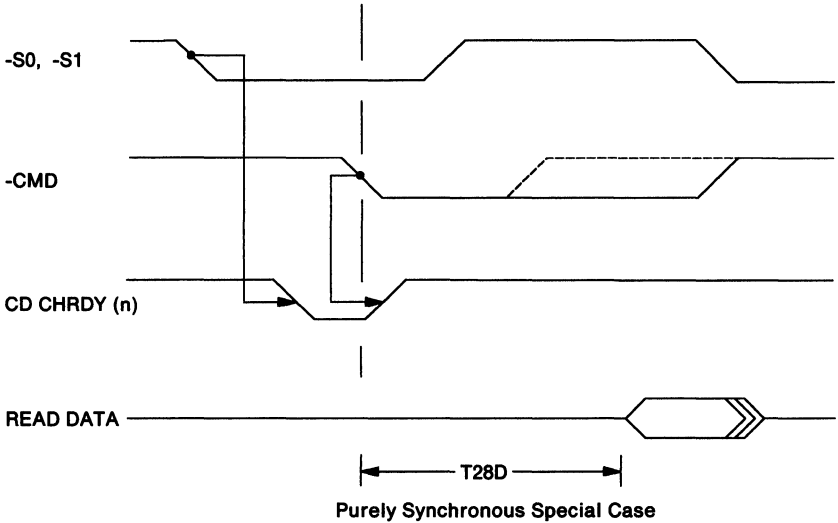 -S0, -S1
-CMD
CD CHRDY (n)
READ DATA
T28D
Purely Synchronous Special Case